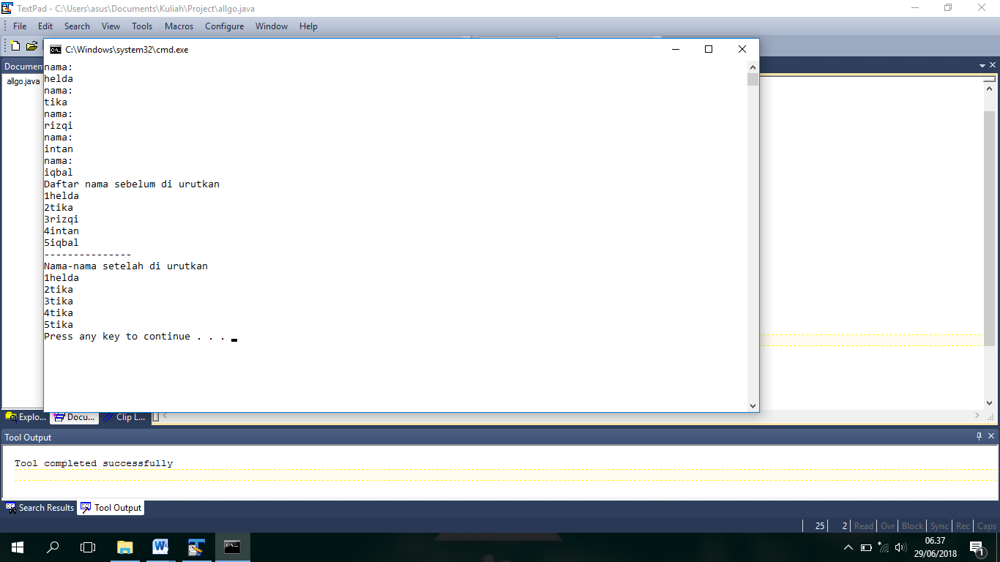 TextPad - C:\Users\asus\Documents\Kuliah\Project\allgo.java
File Edit Search View Tools Macros Configure Window Help
C:\Windows\system32\cmd.exe
allgo.java
nama:
helda
nama:
tika
nama:
rizqi
nama:
intan
nama:
iqbal
Daftar nama sebelum di urutkan
1helda
2tika
3rizqi
4intan
5iqbal
---------------
Nama-nama setelah di urutkan
1helda
2tika
3tika
4tika
5tika
Press any key to continue . . .
Explo... Docu... Clip L...
Tool Output
Tool completed successfully
Search Results Tool Output
25 2 Read Ovr Block Sync Rec Caps
06.37
29/06/2018
1